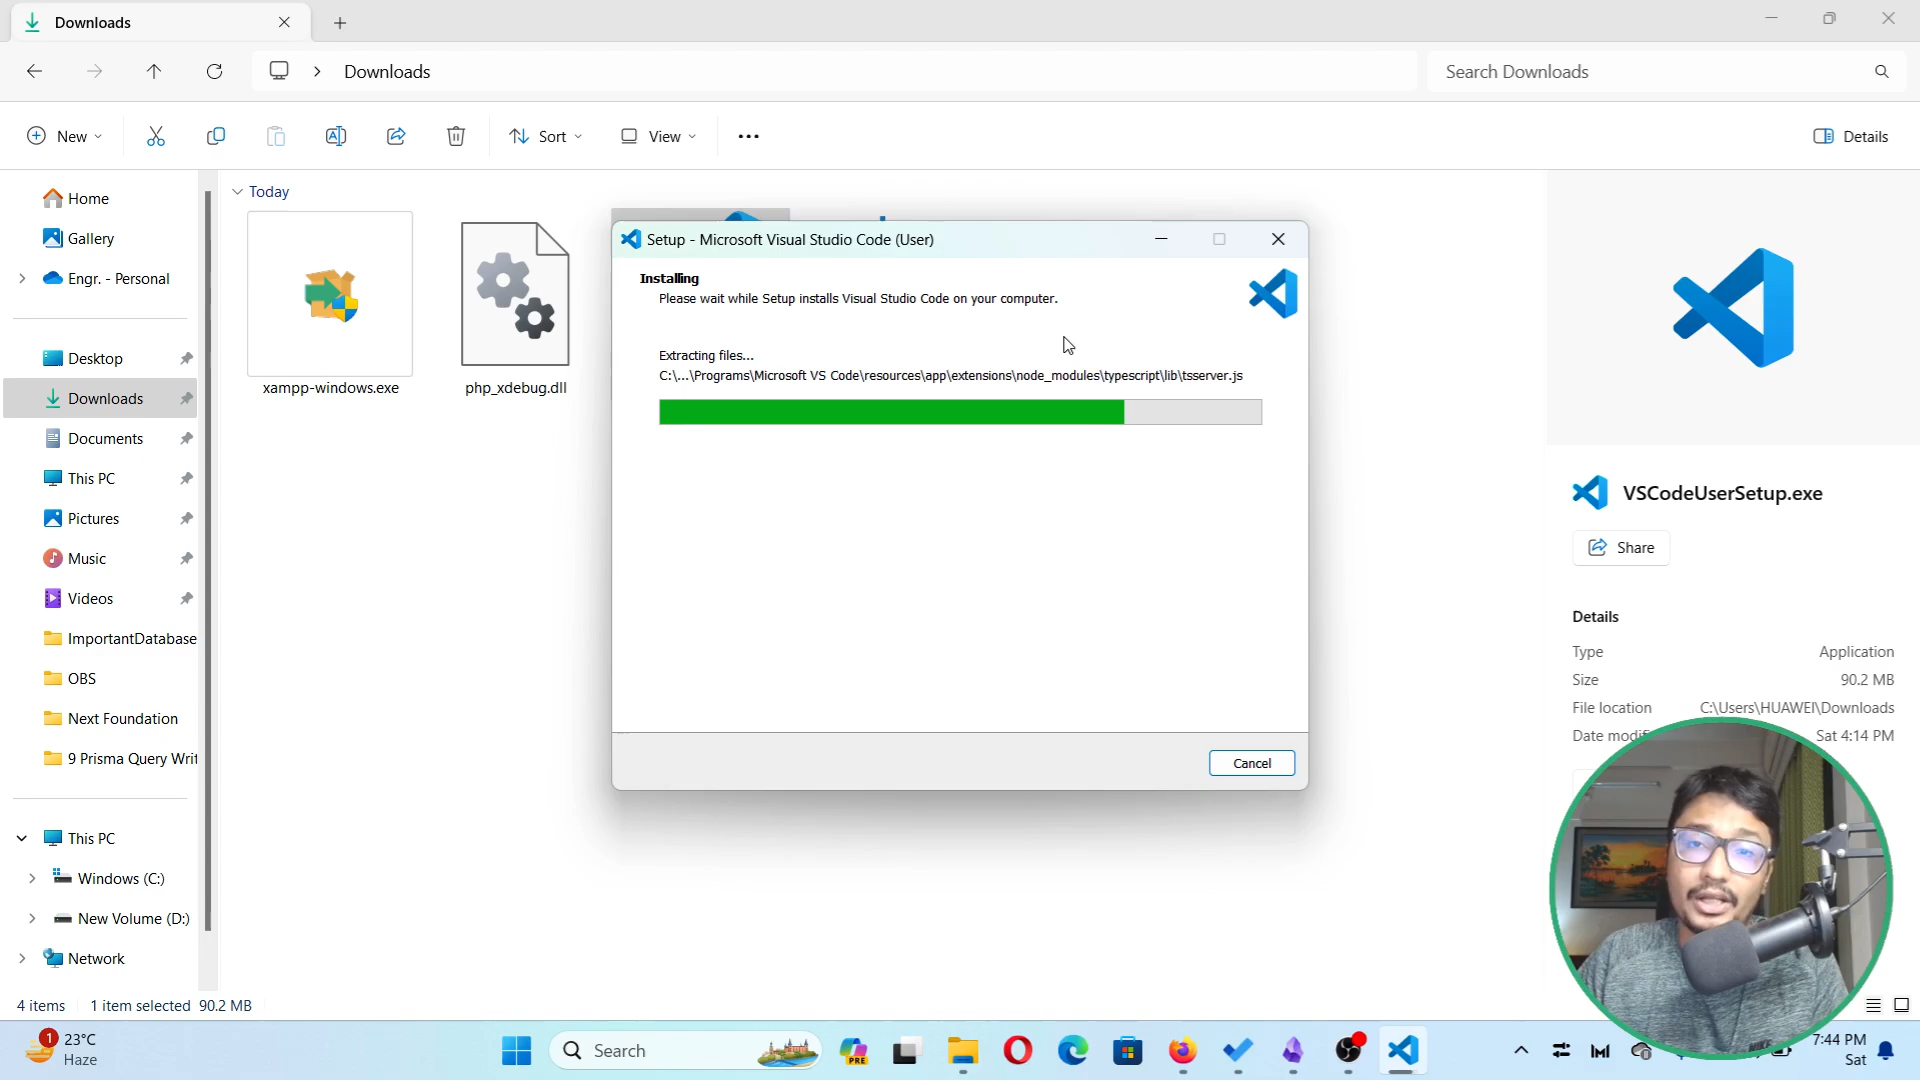 Downloads
Downloads
Search Downloads
New
Sort
View
Details
Home
Gallery
Engr. - Personal
Desktop
Downloads
Documents
This PC
Pictures
Music
Videos
ImportantDatabase
OBS
Next Foundation
9 Prisma Query Writ
This PC
Windows (C:)
New Volume (D:)
Network
Today
xampp-windows.exe
php_xdebug.dll
Setup - Microsoft Visual Studio Code (User)
Installing
Please wait while Setup installs Visual Studio Code on your computer.
Extracting files...
C:\...\Programs\Microsoft VS Code\resources\app\extensions\node_modules\typescript\lib\tsserver.js
Cancel
VSCodeUserSetup.exe
Share
Details
Type Application
Size 90.2 MB
File location C:\Users\HUAWEI\Downloads
Date modif Sat 4:14 PM
4 items 1 item selected 90.2 MB
1
23°C
Haze
Search
PRE
7:44 PM
Sat